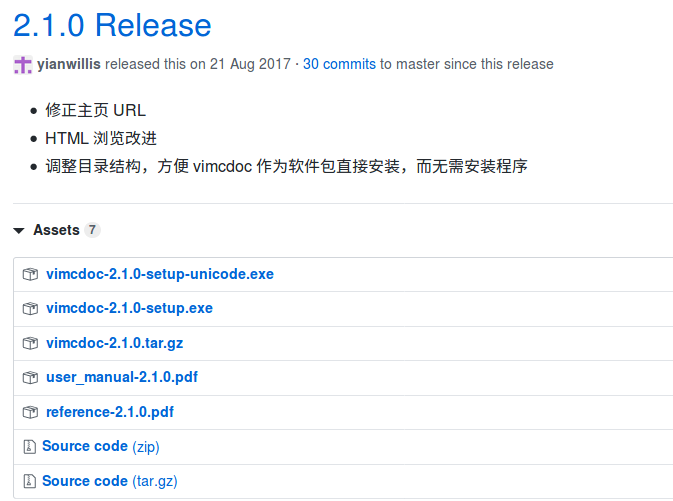 2.1.0 Release
yianwillis released this on 21 Aug 2017 · 30 commits to master since this release
• 修正主页 URL
• HTML 浏览改进
• 调整目录结构，方便 vimcdoc 作为软件包直接安装，而无需安装程序
Assets 7
vimcdoc-2.1.0-setup-unicode.exe
vimcdoc-2.1.0-setup.exe
vimcdoc-2.1.0.tar.gz
user_manual-2.1.0.pdf
reference-2.1.0.pdf
Source code (zip)
Source code (tar.gz)